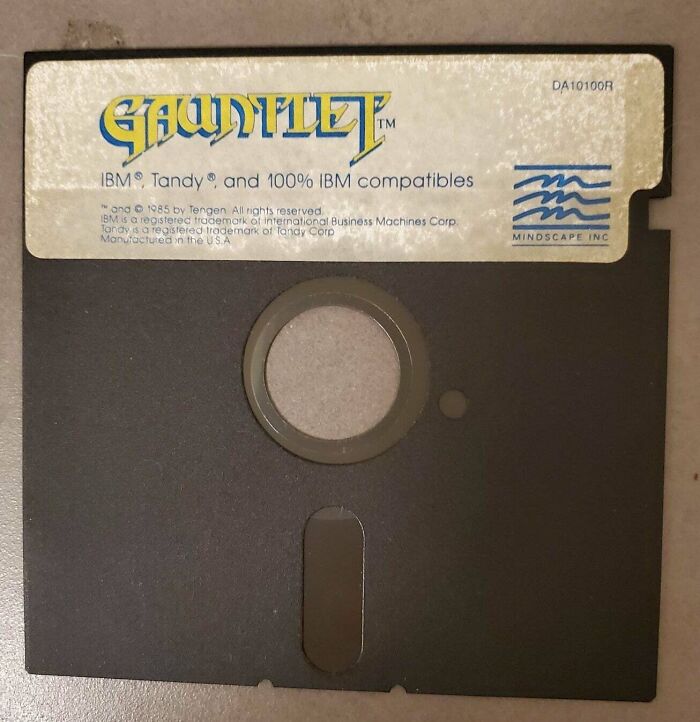 DA10100R
GAUNTLET™
IBM®, Tandy®, and 100% IBM compatibles
™ and © 1985 by Tengen. All rights reserved.
IBM is a registered trademark of International Business Machines Corp.
Tandy is a registered trademark of Tandy Corp
Manufactured in the U.S.A.
MINDSCAPE INC